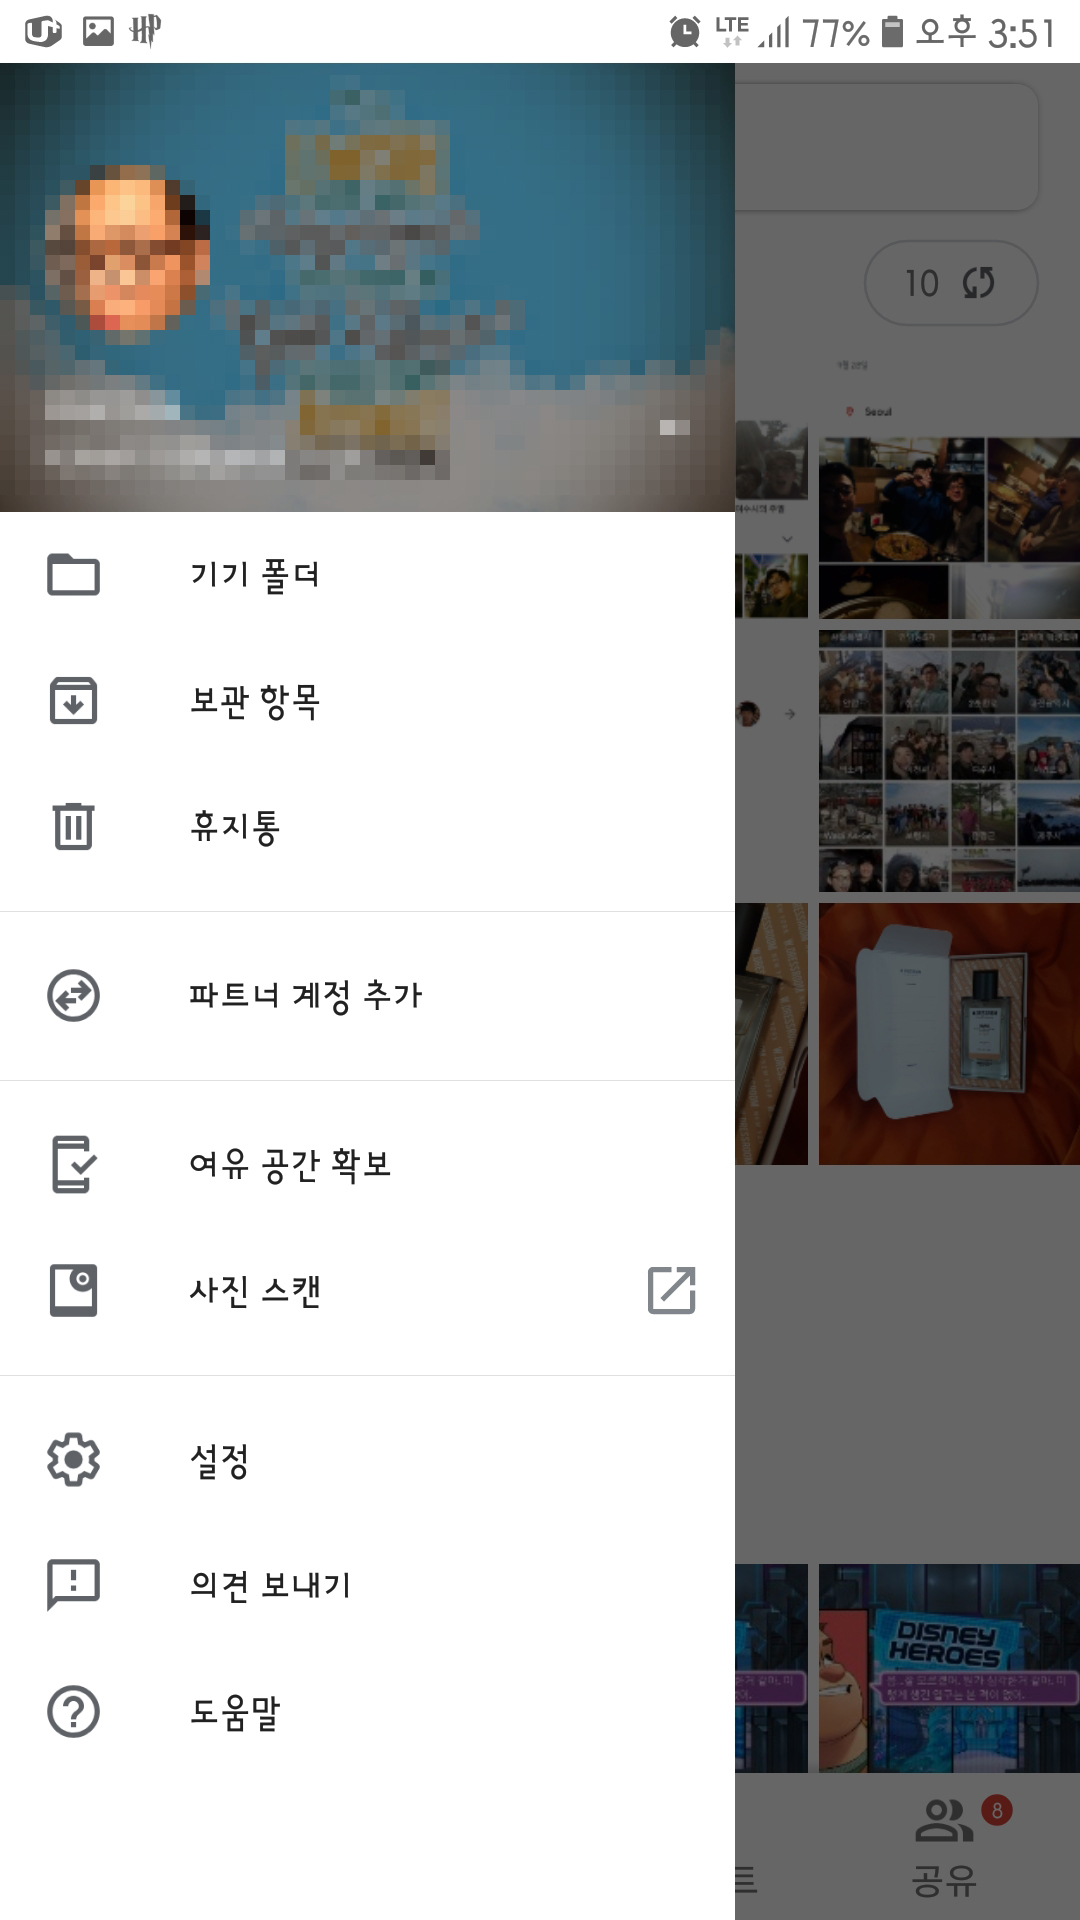 U+
HP
LTE
77%
오후 3:51
10
Seoul
기기 폴더
보관 항목
휴지통
파트너 계정 추가
여유 공간 확보
사진 스캔
설정
의견 보내기
도움말
DISNEY
HEROES
8
트
공유